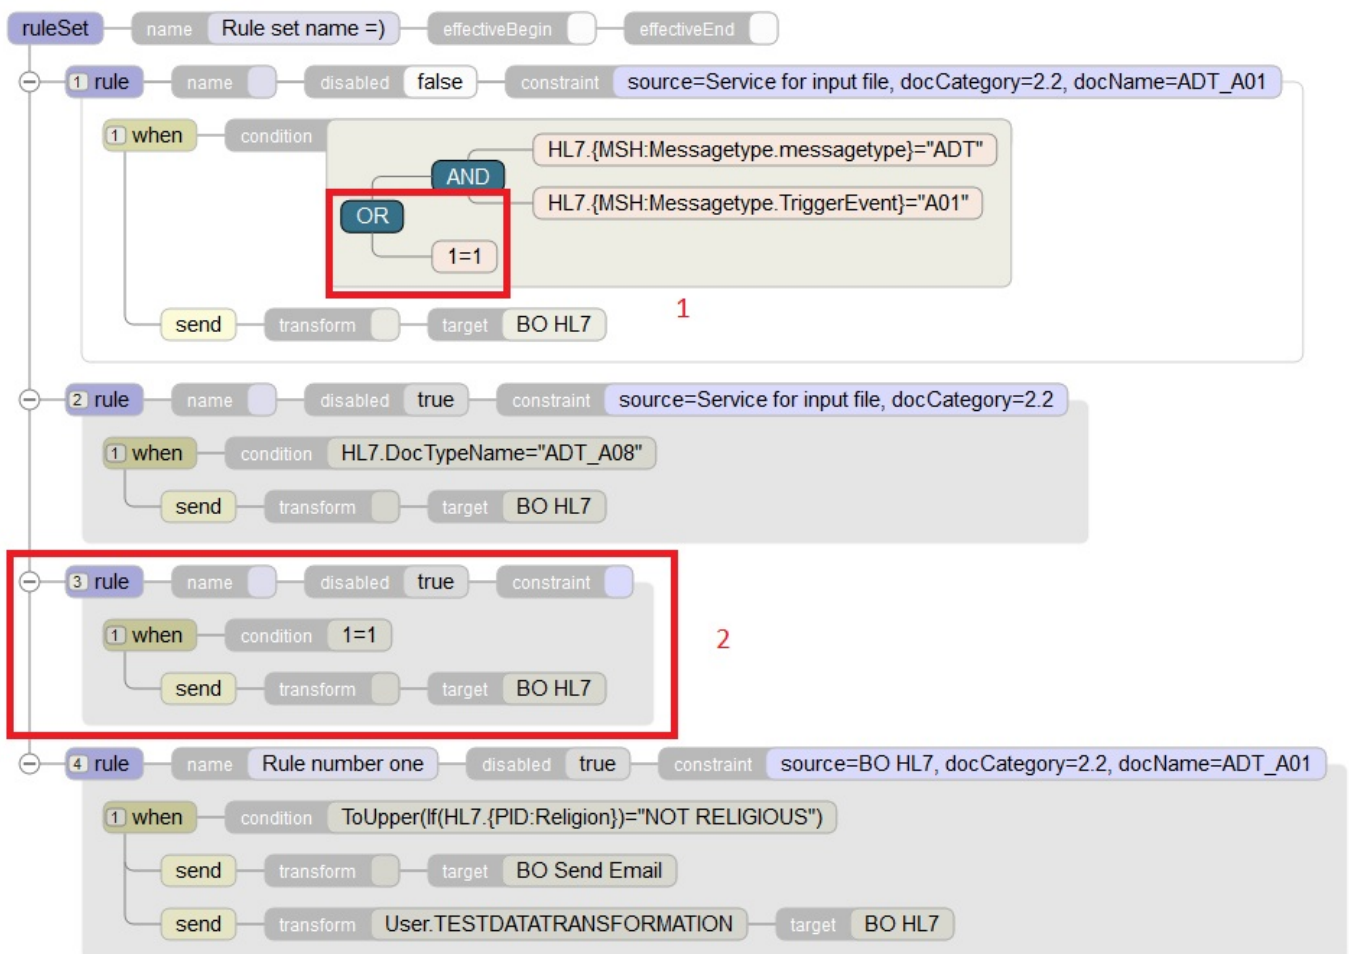 ruleSet name Rule set name =) effectiveBegin effectiveEnd
1 rule name disabled false constraint source=Service for input file, docCategory=2.2, docName=ADT_A01
1 when condition
HL7.{MSH:Messagetype.messagetype}="ADT"
AND
HL7.{MSH:Messagetype.TriggerEvent}="A01"
OR
1=1
1
send transform target BO HL7
2 rule name disabled true constraint source=Service for input file, docCategory=2.2
1 when condition HL7.DocTypeName="ADT_A08"
send transform target BO HL7
3 rule name disabled true constraint
1 when condition 1=1
2
send transform target BO HL7
4 rule name Rule number one disabled true constraint source=BO HL7, docCategory=2.2, docName=ADT_A01
1 when condition ToUpper(If(HL7.{PID:Religion})="NOT RELIGIOUS")
send transform target BO Send Email
send transform User.TESTDATATRANSFORMATION target BO HL7